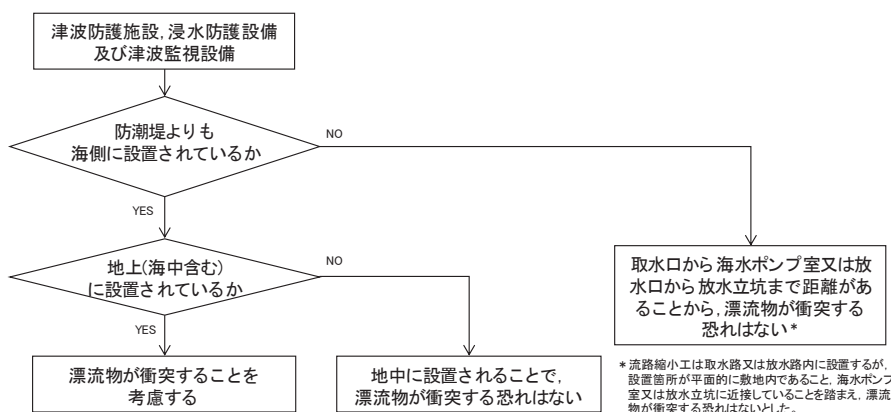 津波防護施設，浸水防護設備
及び津波監視設備
防潮堤よりも
海側に設置されているか
NO
YES
地上(海中含む)
に設置されているか
NO
YES
取水口から海水ポンプ室又は放
水口から放水立坑まで距離があ
ることから，漂流物が衝突する
恐れはない*
漂流物が衝突することを
考慮する
地中に設置されることで，
漂流物が衝突する恐れはない
*流路縮小工は取水路又は放水路内に設置するが，
設置箇所が平面的に敷地内であること，海水ポンプ
室又は放水立坑に近接していることを踏まえ，漂流
物が衝突する恐れはないとした。